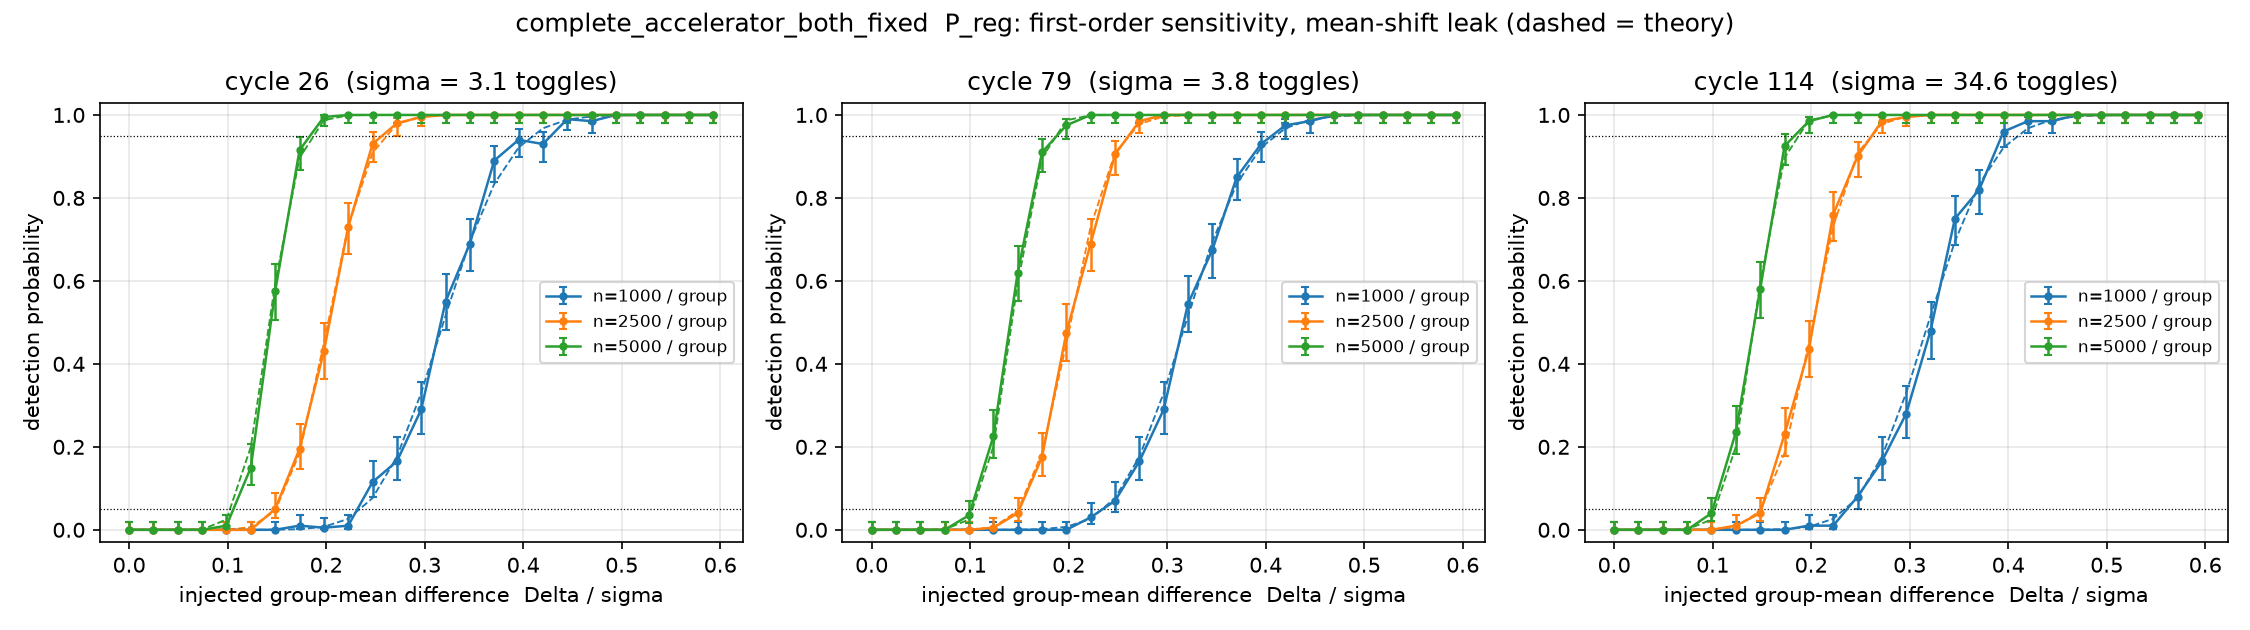 complete_accelerator_both_fixed  P_reg: first-order sensitivity, mean-shift leak (dashed = theory)
cycle 26  (sigma = 3.1 toggles)
detection probability
1.0
0.8
0.6
0.4
0.2
0.0
n=1000 / group
n=2500 / group
n=5000 / group
0.0 0.1 0.2 0.3 0.4 0.5 0.6
injected group-mean difference  Delta / sigma
cycle 79  (sigma = 3.8 toggles)
detection probability
1.0
0.8
0.6
0.4
0.2
0.0
n=1000 / group
n=2500 / group
n=5000 / group
0.0 0.1 0.2 0.3 0.4 0.5 0.6
injected group-mean difference  Delta / sigma
cycle 114  (sigma = 34.6 toggles)
detection probability
1.0
0.8
0.6
0.4
0.2
0.0
n=1000 / group
n=2500 / group
n=5000 / group
0.0 0.1 0.2 0.3 0.4 0.5 0.6
injected group-mean difference  Delta / sigma